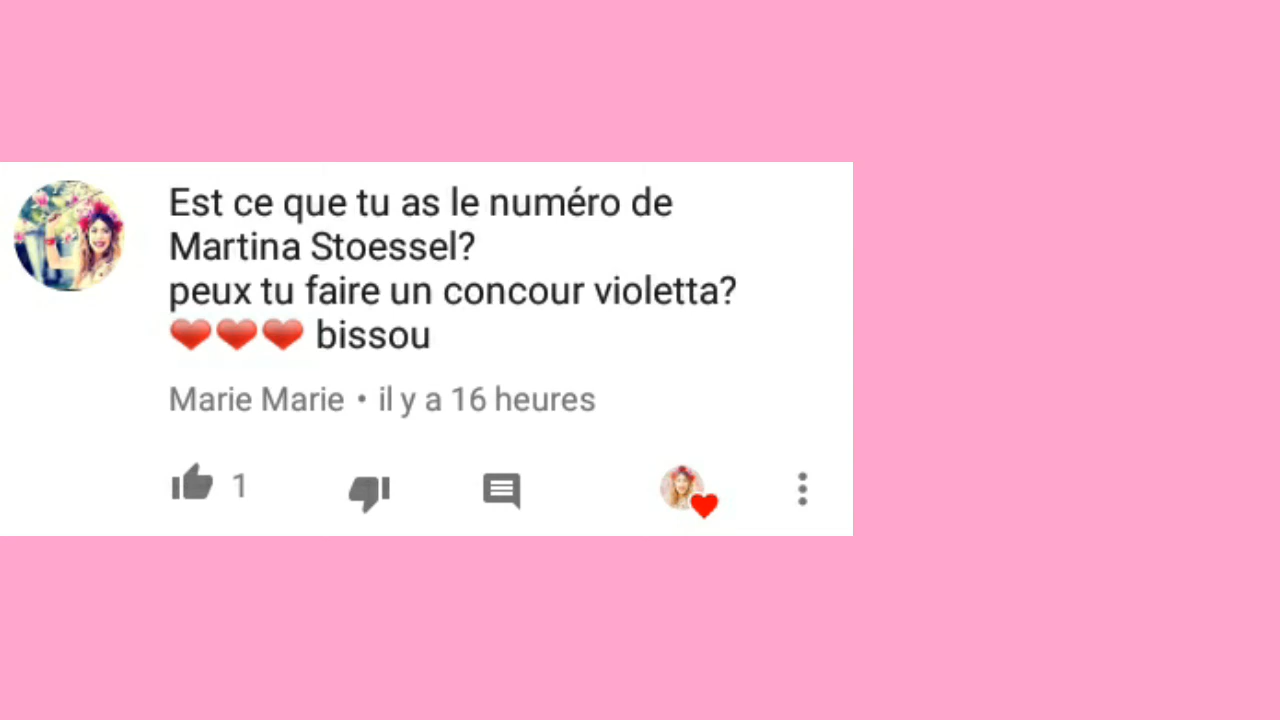 Est ce que tu as le numéro de
Martina Stoessel?
peux tu faire un concour violetta?
❤❤❤ bissou
Marie Marie • il y a 16 heures
1